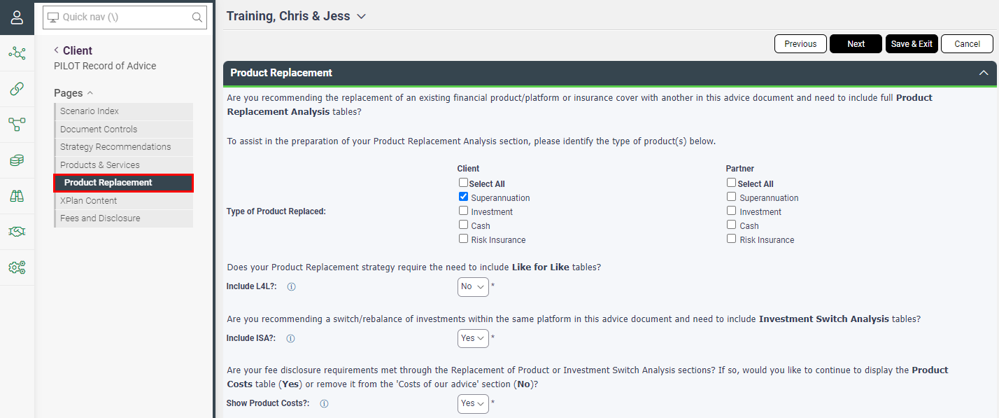 Quick nav (\)
Training, Chris & Jess
Previous
Next
Save & Exit
Cancel
Client
PILOT Record of Advice
Pages
Scenario Index
Document Controls
Strategy Recommendations
Products & Services
Product Replacement
XPlan Content
Fees and Disclosure
Product Replacement
Are you recommending the replacement of an existing financial product/platform or insurance cover with another in this advice document and need to include full Product
Replacement Analysis tables?
To assist in the preparation of your Product Replacement Analysis section, please identify the type of product(s) below.
Client
Partner
Select All
Select All
Superannuation
Superannuation
Type of Product Replaced:
Investment
Investment
Cash
Cash
Risk Insurance
Risk Insurance
Does your Product Replacement strategy require the need to include Like for Like tables?
Include L4L?:
No
*
Are you recommending a switch/rebalance of investments within the same platform in this advice document and need to include Investment Switch Analysis tables?
Include ISA?:
Yes
*
Are your fee disclosure requirements met through the Replacement of Product or Investment Switch Analysis sections? If so, would you like to continue to display the Product
Costs table (Yes) or remove it from the 'Costs of our advice' section (No)?
Show Product Costs?:
Yes
*